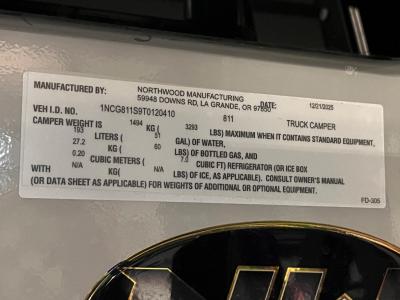 MANUFACTURED BY: NORTHWOOD MANUFACTURING
59948 DOWNS RD, LA GRANDE, OR 97850 DATE: 12/21/2025
VEH I.D. NO. 1NCG811S9T0120410 811 TRUCK CAMPER
CAMPER WEIGHT IS 1494 KG ( 3293 LBS) MAXIMUM WHEN IT CONTAINS STANDARD EQUIPMENT,
193 LITERS ( 51 GAL) OF WATER,
27.2 KG ( 60 LBS) OF BOTTLED GAS, AND
0.20 CUBIC METERS ( 7.0 CUBIC FT) REFRIGERATOR (OR ICE BOX
WITH N/A KG ( N/A LBS) OF ICE, AS APPLICABLE). CONSULT OWNER'S MANUAL
(OR DATA SHEET AS APPLICABLE) FOR WEIGHTS OF ADDITIONAL OR OPTIONAL EQUIPMENT.
FD-305